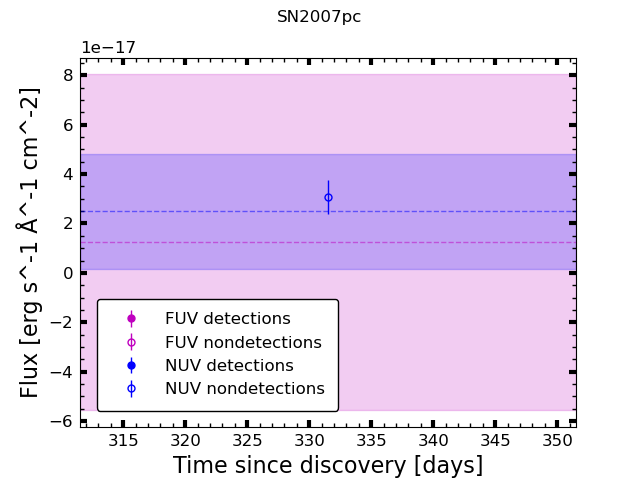 SN2007pc
1e−17
8
6
4
2
0
−2
−4
−6
Flux [erg s^-1 Å^-1 cm^-2]
FUV detections
FUV nondetections
NUV detections
NUV nondetections
315 320 325 330 335 340 345 350
Time since discovery [days]